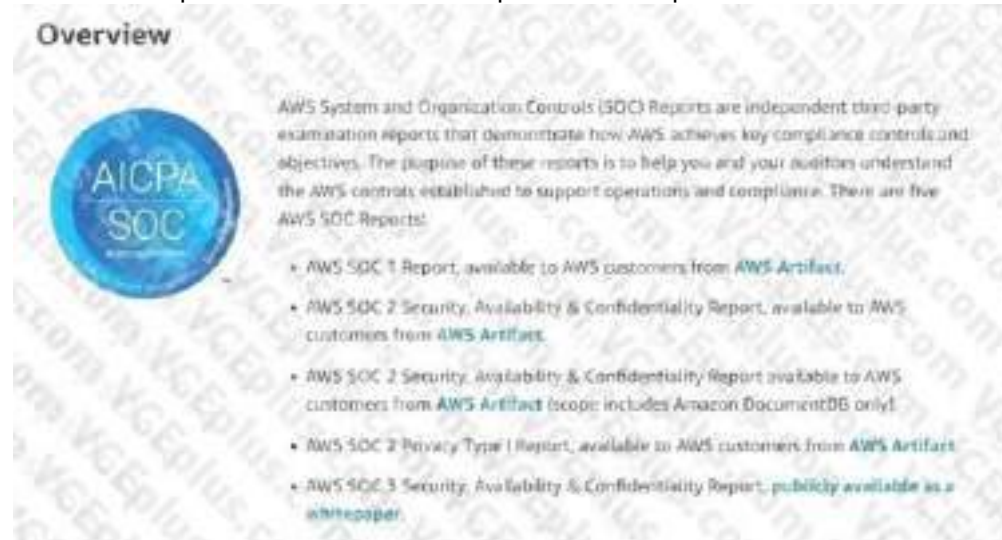 Overview
AWS System and Organization Controls (SOC) Reports are independent third-party
examination reports that demonstrate how AWS achieves key compliance controls and
objectives. The purpose of these reports is to help you and your auditors understand
the AWS controls established to support operations and compliance. There are five
AWS SOC Reports:
AICPA
SOC
• AWS SOC 1 Report, available to AWS customers from AWS Artifact.
• AWS SOC 2 Security, Availability & Confidentiality Report, available to AWS
customers from AWS Artifact.
• AWS SOC 2 Security, Availability & Confidentiality Report available to AWS
customers from AWS Artifact (scope includes Amazon DocumentDB only)
• AWS SOC 2 Privacy Type I Report, available to AWS customers from AWS Artifact
• AWS SOC 3 Security, Availability & Confidentiality Report, publicly available as a
whitepaper.
VCEplus.com